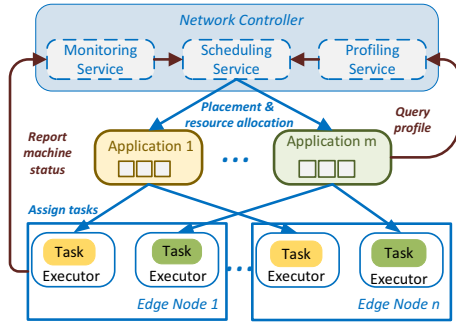 Network Controller
Monitoring
Service
Scheduling
Service
Profiling
Service
Placement &
resource allocation
Query
profile
Report
machine
status
Application 1
...
Application m
Assign tasks
Task
Executor
Task
Executor
Edge Node 1
...
Task
Executor
Task
Executor
Edge Node n